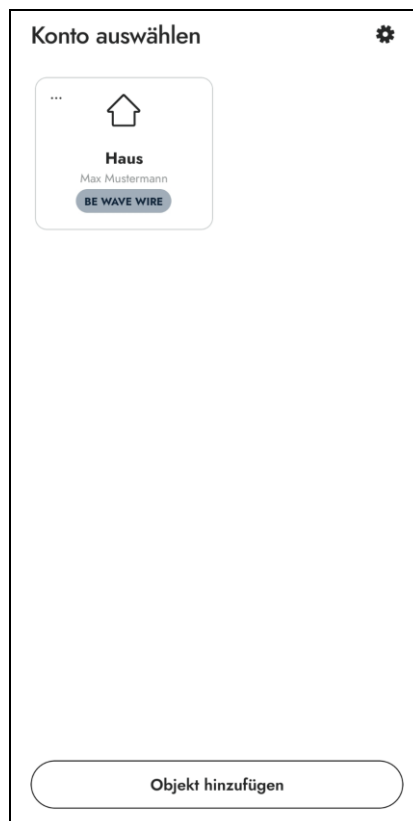 Konto auswählen
...
Haus
Max Mustermann
BE WAVE WIRE
Objekt hinzufügen